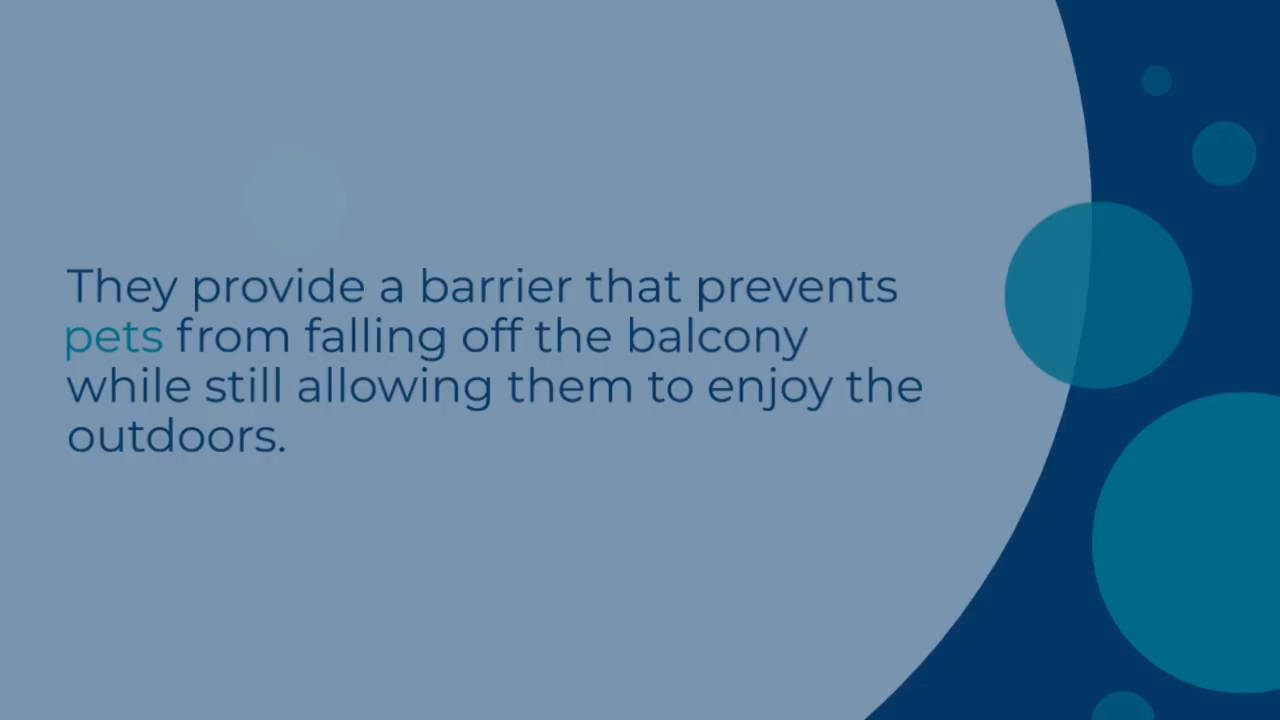 They provide a barrier that prevents
pets from falling off the balcony
while still allowing them to enjoy the
outdoors.